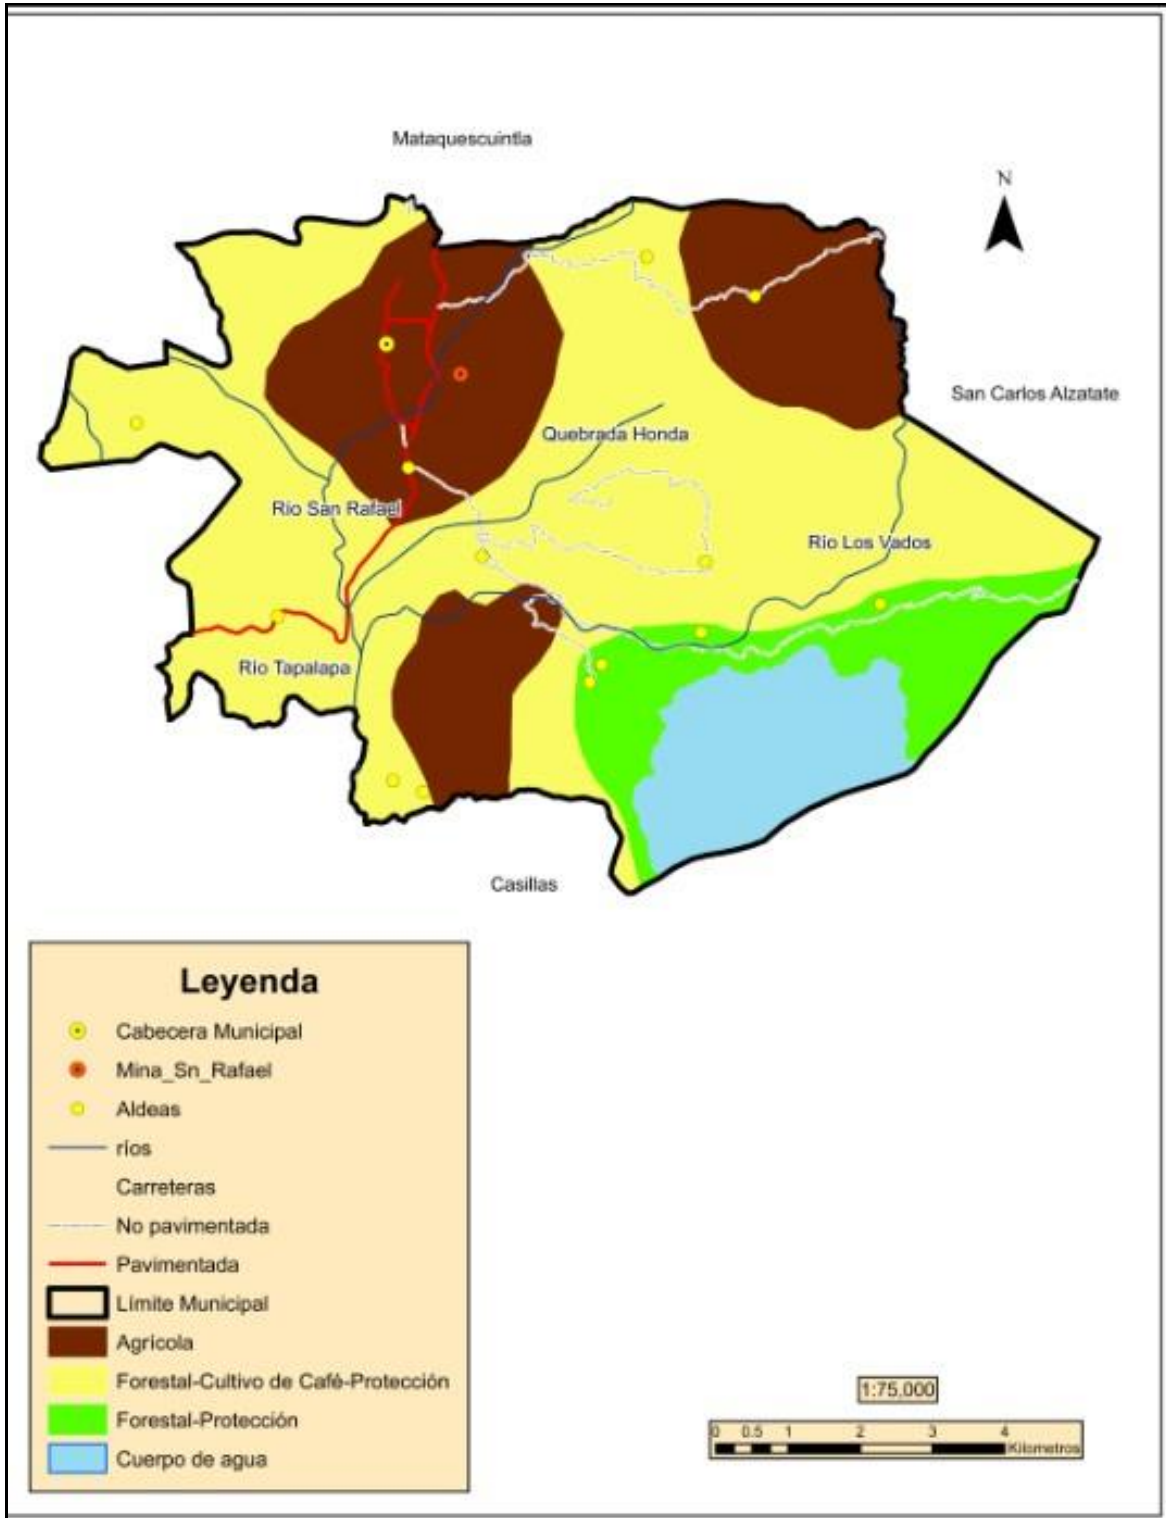 Mataquescuintla
N
San Carlos Alzatate
Quebrada Honda
Río San Rafael
Río Los Vados
Río Tapalapa
Casillas
Leyenda
Cabecera Municipal
Mina_Sn_Rafael
Aldeas
ríos
Carreteras
No pavimentada
Pavimentada
Límite Municipal
Agrícola
Forestal-Cultivo de Café-Protección
Forestal-Protección
Cuerpo de agua
1:75,000
0 0.5 1 2 3 4
Kilometros